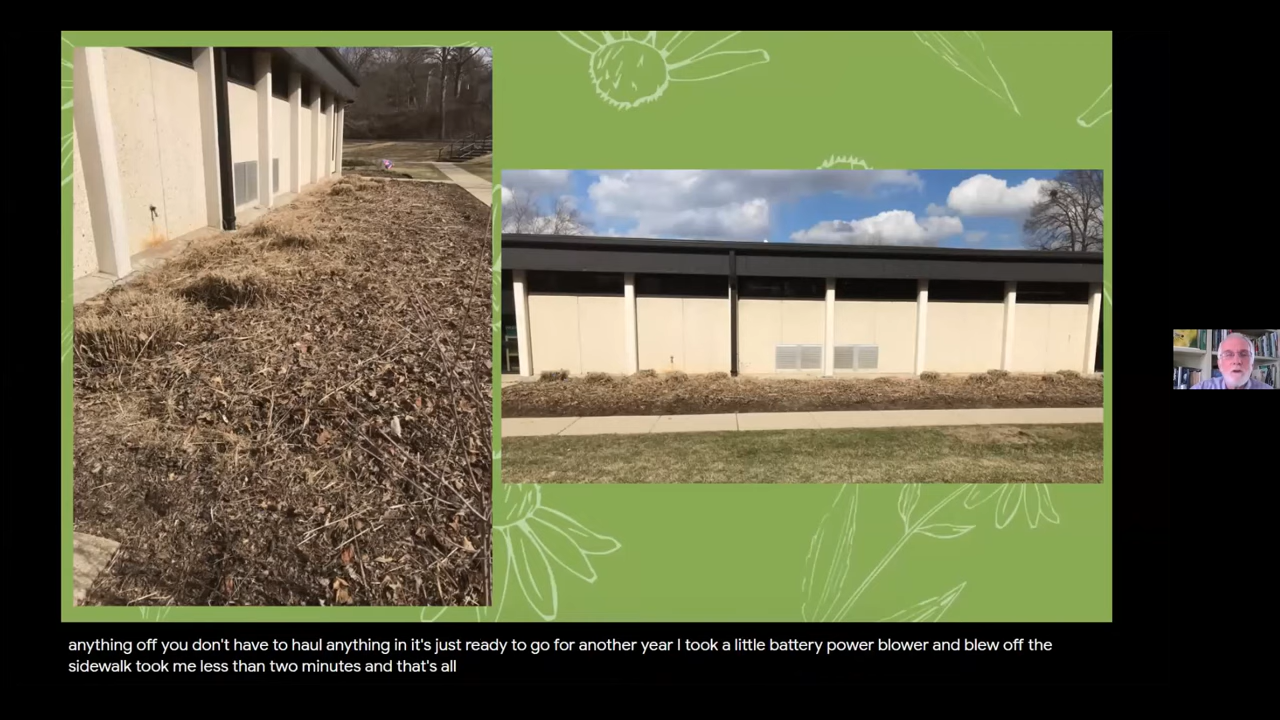 anything off you don't have to haul anything in it's just ready to go for another year I took a little battery power blower and blew off the
sidewalk took me less than two minutes and that's all